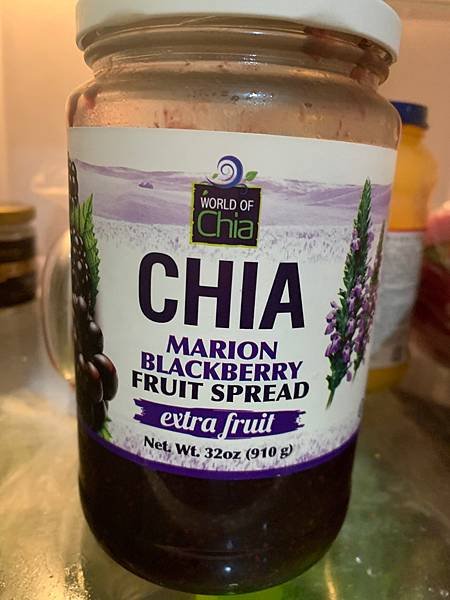 WORLD OF
Chia
CHIA
MARION
BLACKBERRY
FRUIT SPREAD
extra fruit
Net. Wt. 32oz (910 g)